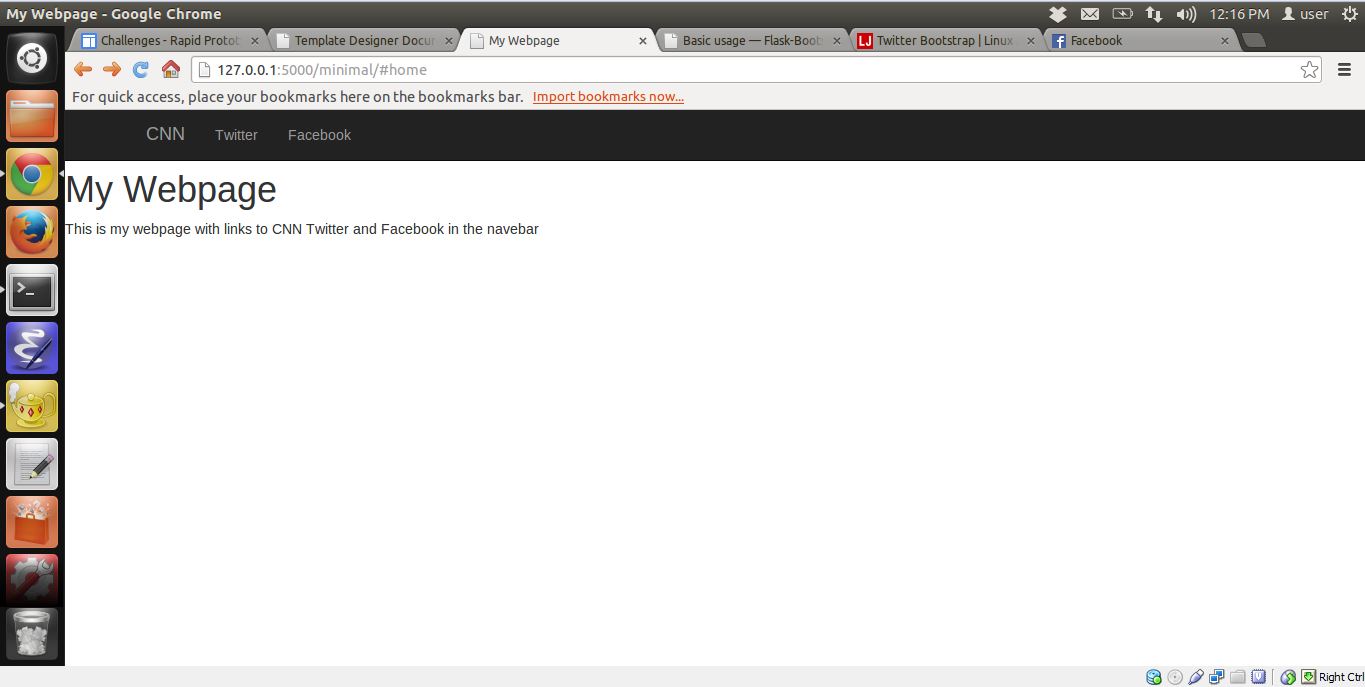 My Webpage - Google Chrome 12:16 PM user
Challenges - Rapid Protot Template Designer Docum My Webpage Basic usage — Flask-Boots LJ Twitter Bootstrap | Linux Facebook
127.0.0.1:5000/minimal/#home
For quick access, place your bookmarks here on the bookmarks bar. Import bookmarks now...
CNN Twitter Facebook
My Webpage
This is my webpage with links to CNN Twitter and Facebook in the navebar
Right Ctrl